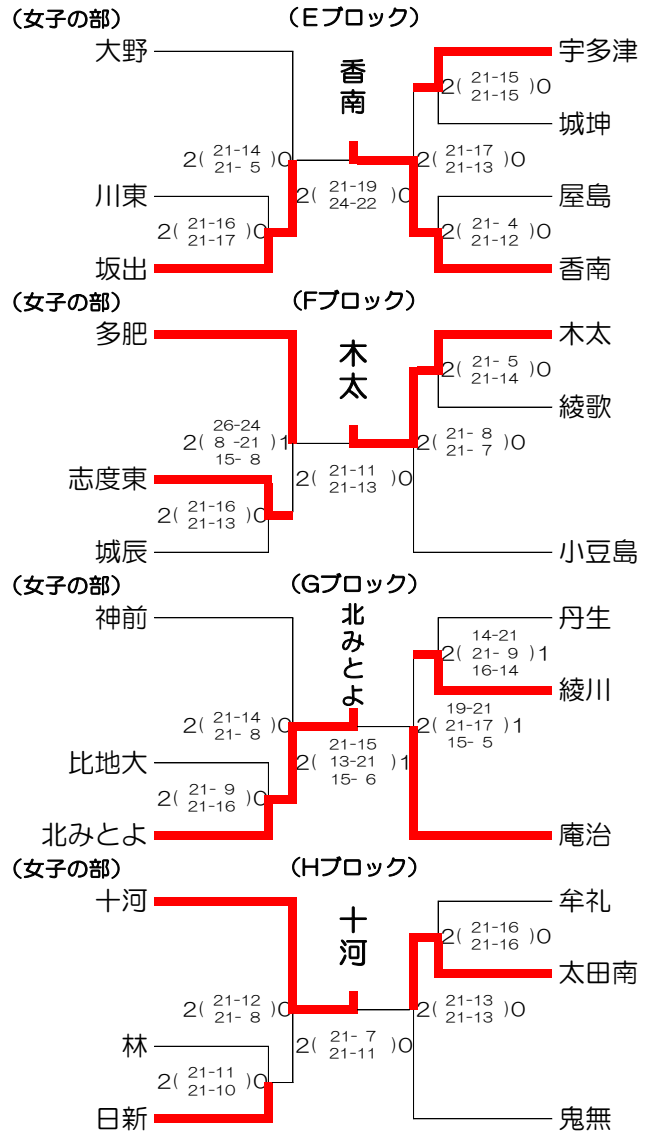 （女子の部）
（Eブロック）
大野
香南
宇多津
2( 21-15 )0
21-15
城坤
2( 21-14 )0
21- 5
2( 21-17 )0
21-13
川東
2( 21-19 )0
24-22
屋島
2( 21-16 )0
21-17
2( 21- 4 )0
21-12
坂出
香南
（女子の部）
（Fブロック）
多肥
木太
木太
2( 21- 5 )0
21-14
綾歌
26-24
2( 8 -21 )1
15- 8
2( 21- 8 )0
21- 7
志度東
2( 21-11 )0
21-13
2( 21-16 )0
21-13
城辰
小豆島
（女子の部）
（Gブロック）
神前
北みとよ
丹生
14-21
2( 21- 9 )1
16-14
綾川
2( 21-14 )0
21- 8
19-21
2( 21-17 )1
15- 5
比地大
21-15
2( 13-21 )1
15- 6
2( 21- 9 )0
21-16
北みとよ
庵治
（女子の部）
（Hブロック）
十河
十河
牟礼
2( 21-16 )0
21-16
太田南
2( 21-12 )0
21- 8
2( 21-13 )0
21-13
林
2( 21- 7 )0
21-11
2( 21-11 )0
21-10
日新
鬼無